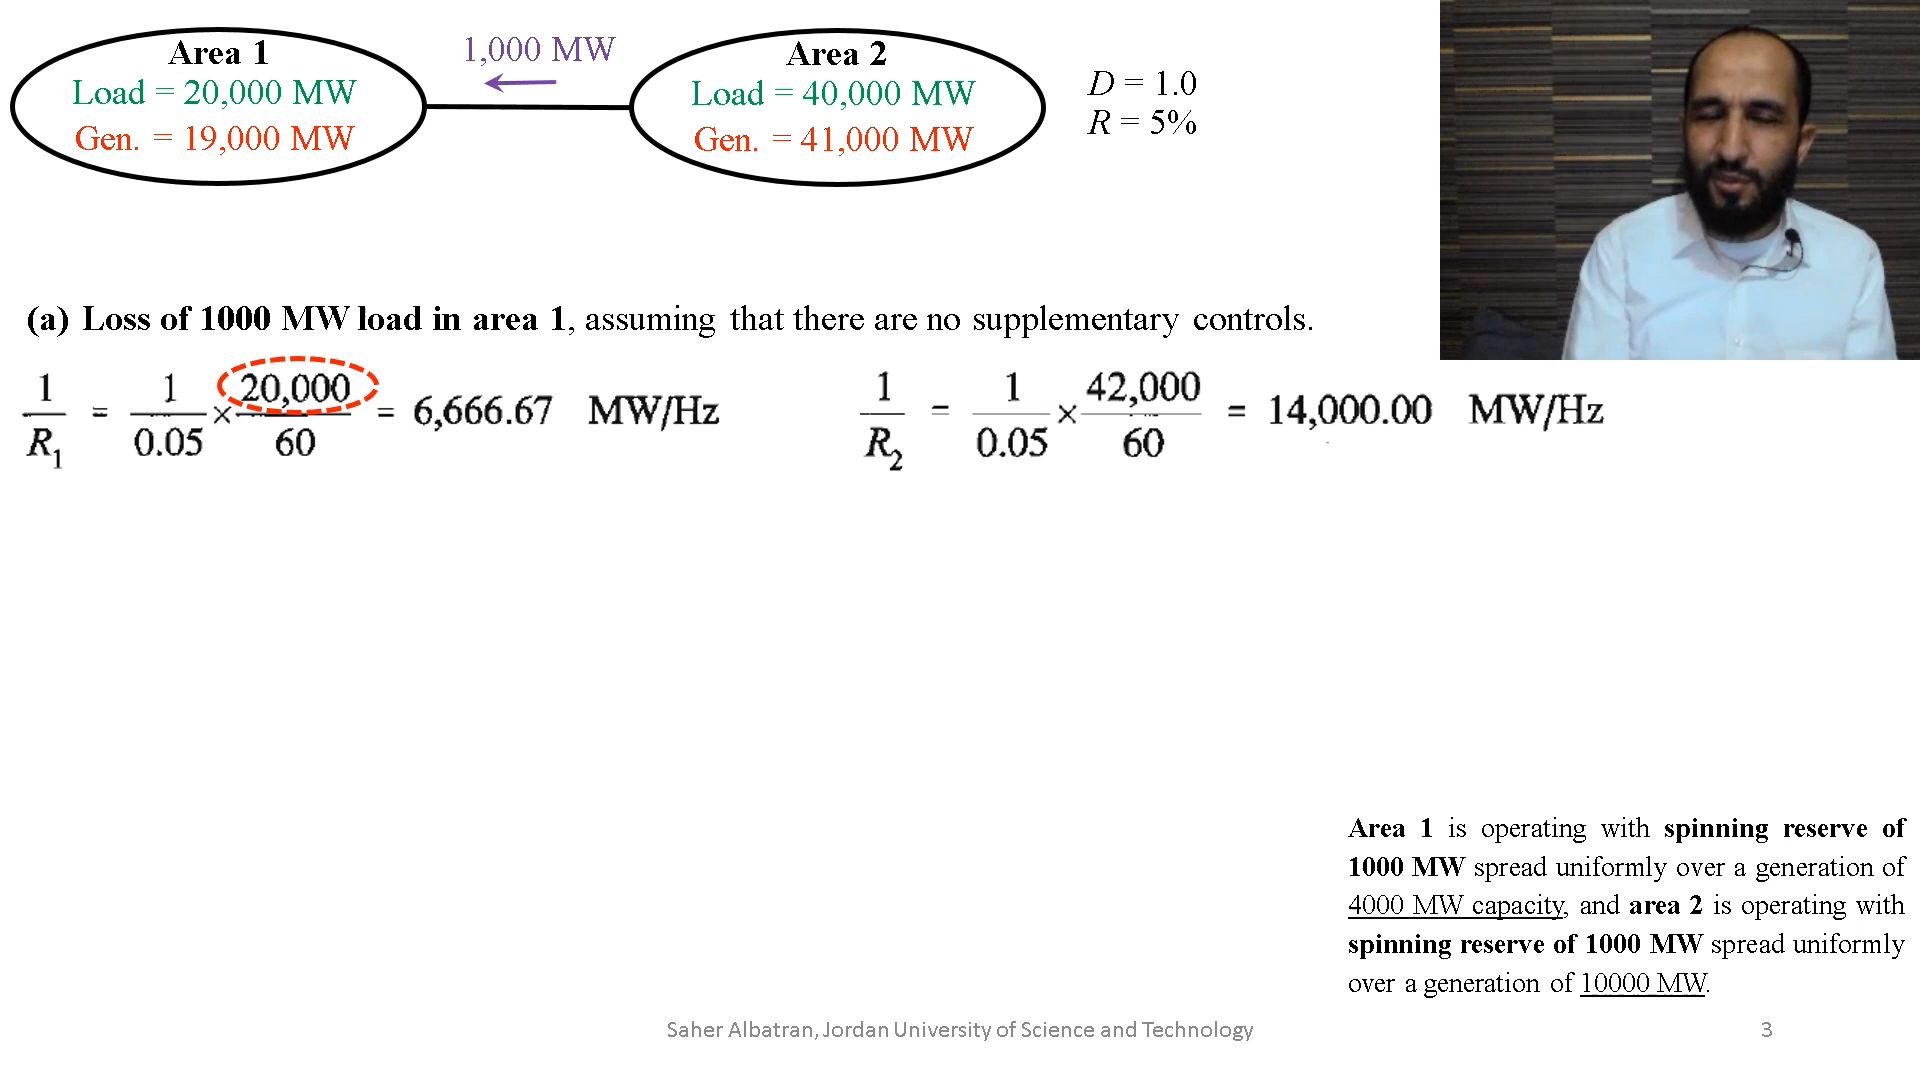 Area 1
Load = 20,000 MW
Gen. = 19,000 MW
1,000 MW
Area 2
Load = 40,000 MW
Gen. = 41,000 MW
D = 1.0
R = 5%
(a) Loss of 1000 MW load in area 1, assuming that there are no supplementary controls.
1/R₁ = 1/0.05 × 20,000/60 = 6,666.67 MW/Hz
1/R₂ = 1/0.05 × 42,000/60 = 14,000.00 MW/Hz
Area 1 is operating with spinning reserve of
1000 MW spread uniformly over a generation of
4000 MW capacity, and area 2 is operating with
spinning reserve of 1000 MW spread uniformly
over a generation of 10000 MW.
Saher Albatran, Jordan University of Science and Technology
3